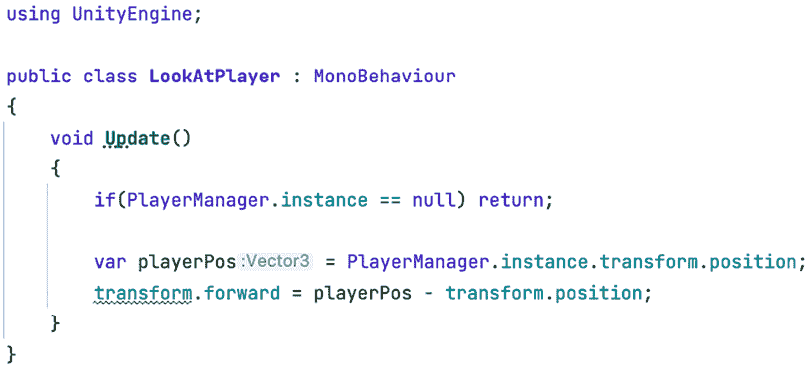 using UnityEngine;
public class LookAtPlayer : MonoBehaviour
{
void Update()
{
if(PlayerManager.instance == null) return;
var playerPos :Vector3 = PlayerManager.instance.transform.position;
transform.forward = playerPos - transform.position;
}
}